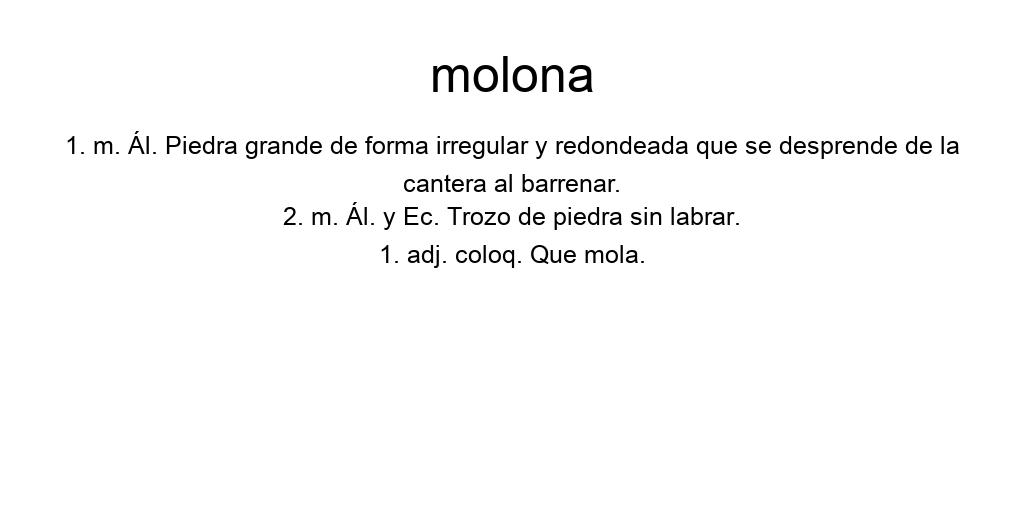 molona
1. m. Ál. Piedra grande de forma irregular y redondeada que se desprende de la
cantera al barrenar.
2. m. Ál. y Ec. Trozo de piedra sin labrar.
1. adj. coloq. Que mola.